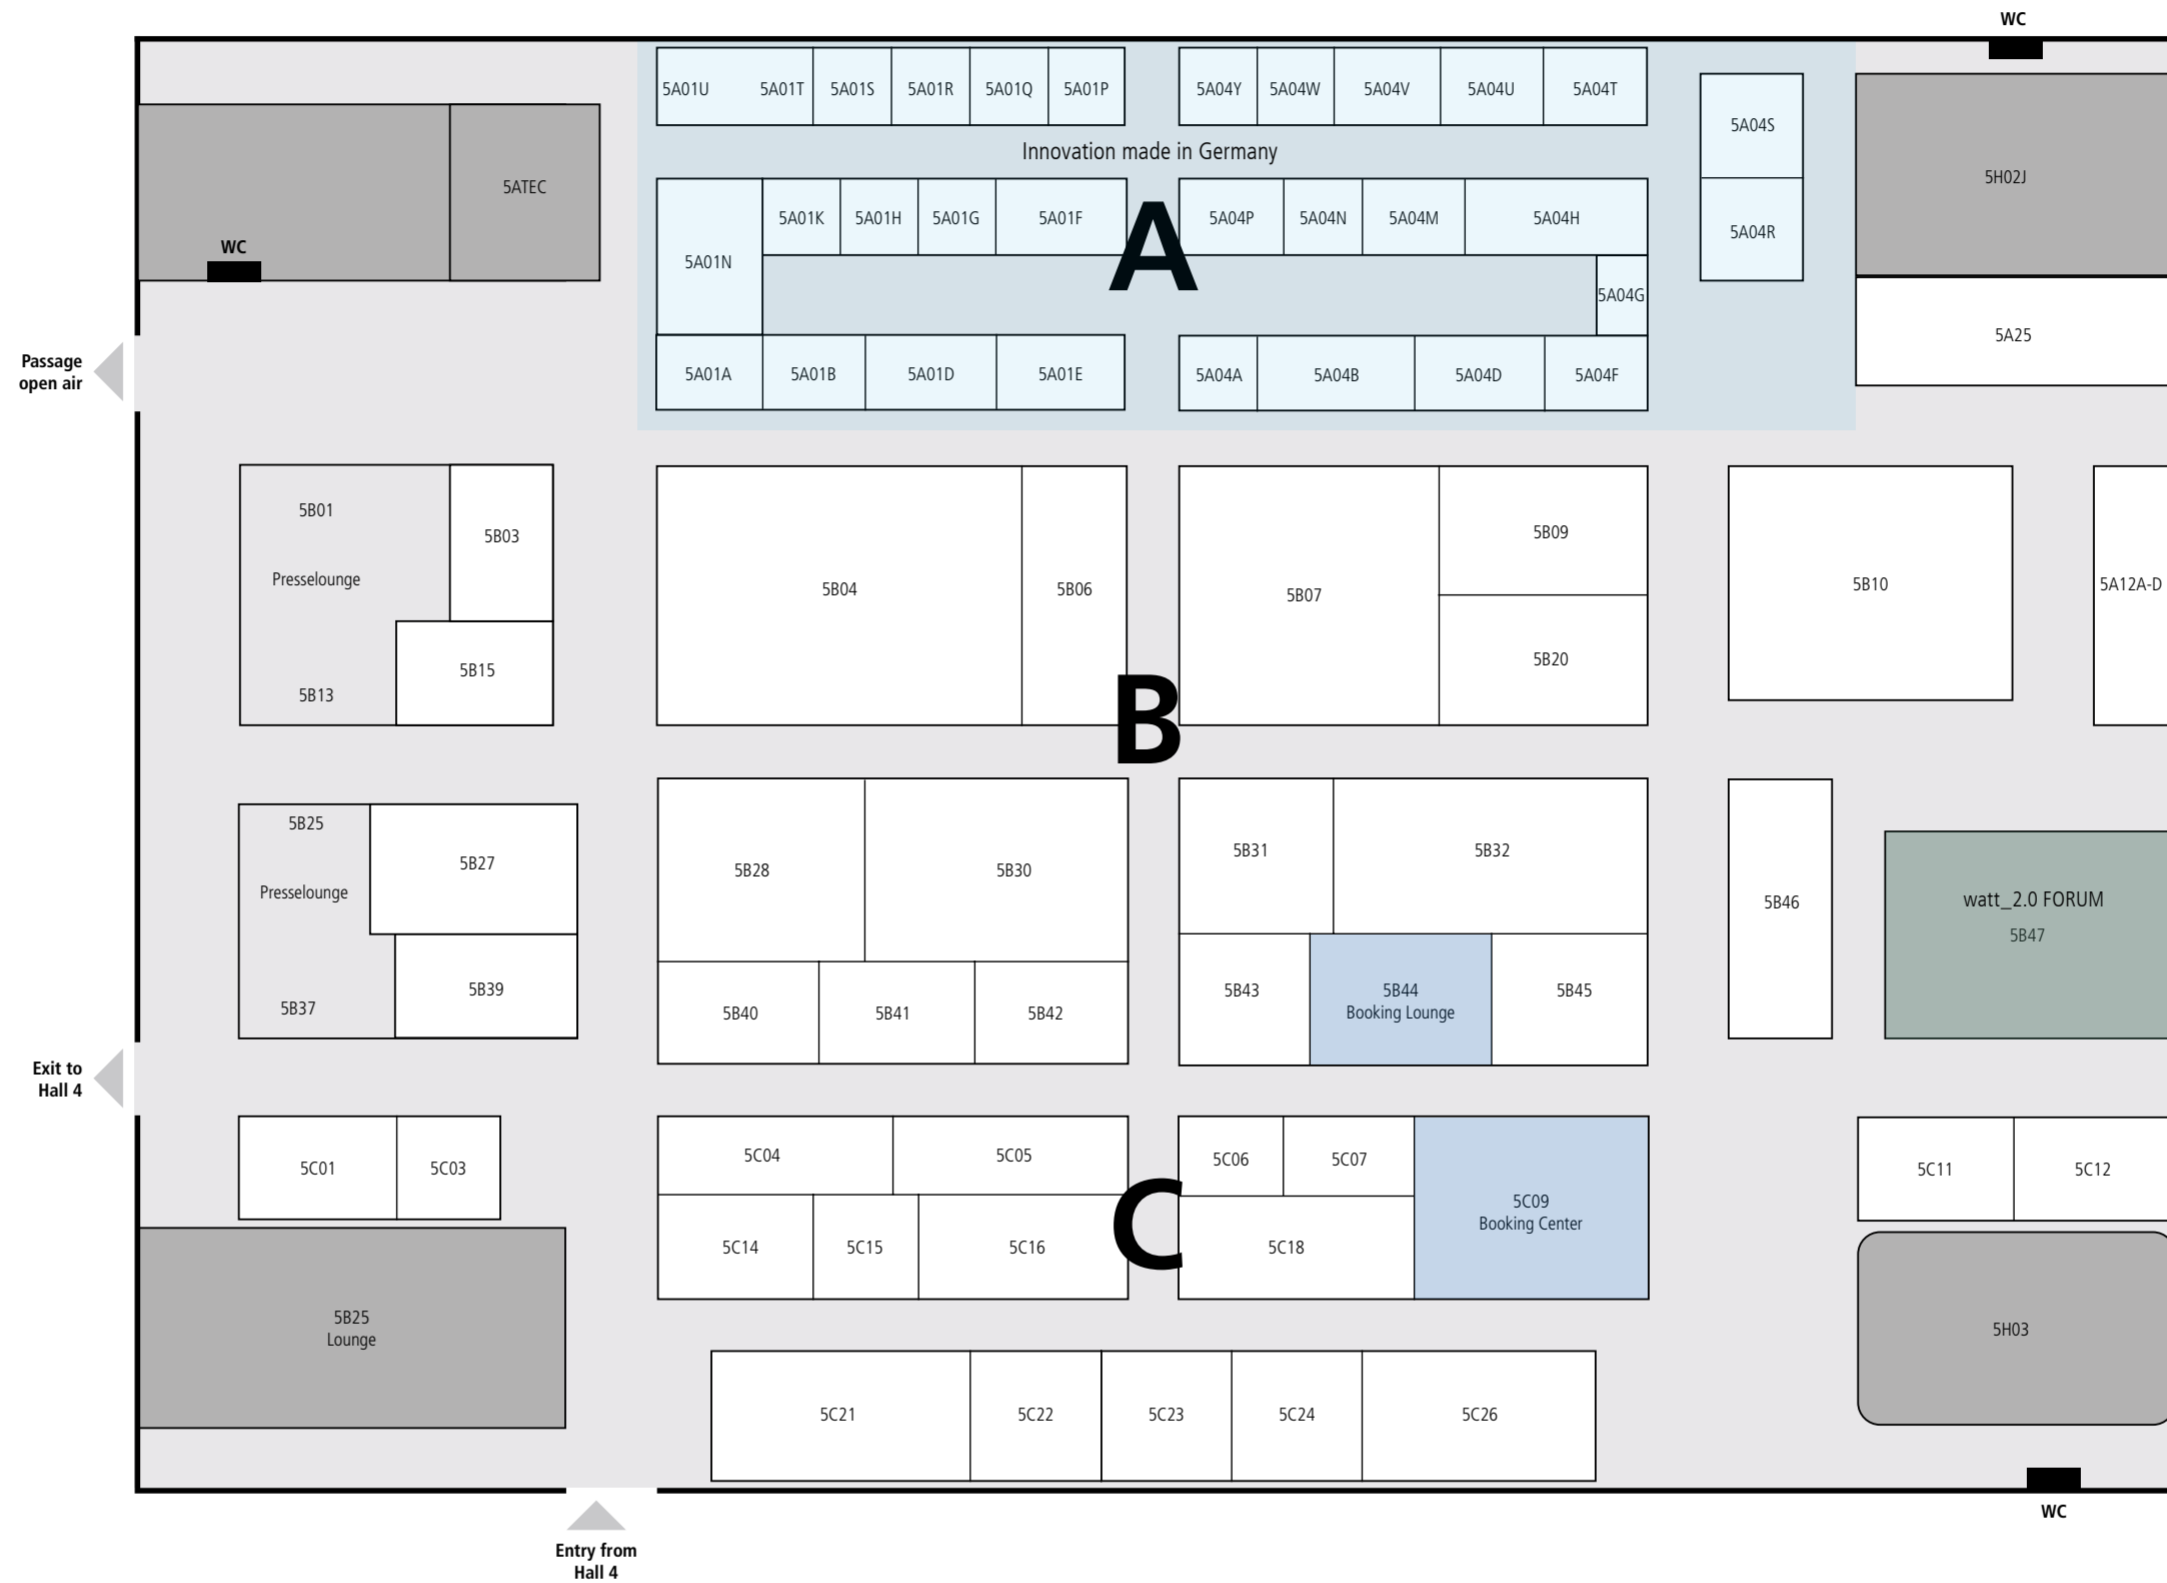 WC
5A01U
5A01T
5A01S
5A01R
5A01Q
5A01P
5A04Y
5A04W
5A04V
5A04U
5A04T
5A04S
Innovation made in Germany
5ATEC
5H02J
WC
5A01N
5A01K
5A01H
5A01G
5A01F
A
5A04P
5A04N
5A04M
5A04H
5A04R
5A04G
5A25
Passage
open air
5A01A
5A01B
5A01D
5A01E
5A04A
5A04B
5A04D
5A04F
5B01
Presselounge
5B13
5B03
5B15
5B04
5B06
5B07
5B09
5B20
5B10
5A12A-D
B
5B25
Presselounge
5B37
5B27
5B39
5B28
5B30
5B40
5B41
5B42
5B31
5B32
5B43
5B44
Booking Lounge
5B45
5B46
watt_2.0 FORUM
5B47
Exit to
Hall 4
5C01
5C03
5C04
5C05
5C14
5C15
5C16
C
5C06
5C07
5C18
5C09
Booking Center
5C11
5C12
5B25
Lounge
5H03
5C21
5C22
5C23
5C24
5C26
WC
Entry from
Hall 4